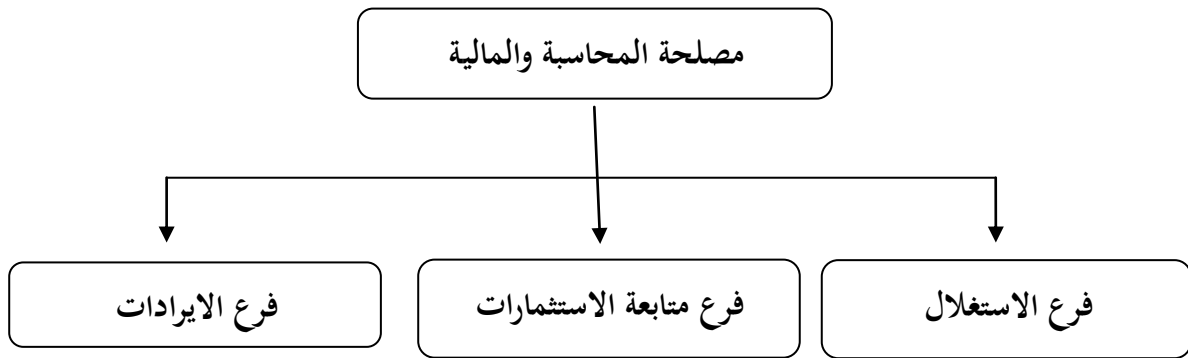 مصلحة المحاسبة والمالية
فرع الاستغلال
فرع متابعة الاستثمارات
فرع الايرادات